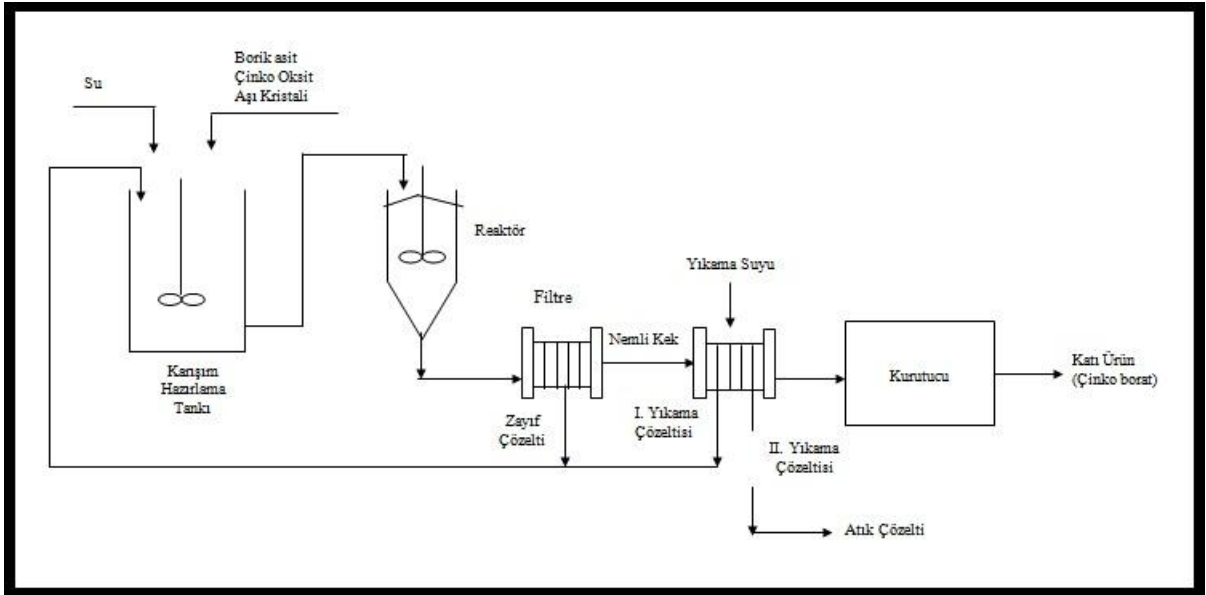 Borik asit
Çinko Oksit
Aşı Kristali
Su
Reaktör
Yıkama Suyu
Filtre
Nemli Kek
Karışım
Hazırlama
Tankı
Kurutucu
Katı Ürün
(Çinko borat)
Zayıf
Çözelti
I. Yıkama
Çözeltisi
II. Yıkama
Çözeltisi
Atık Çözelti